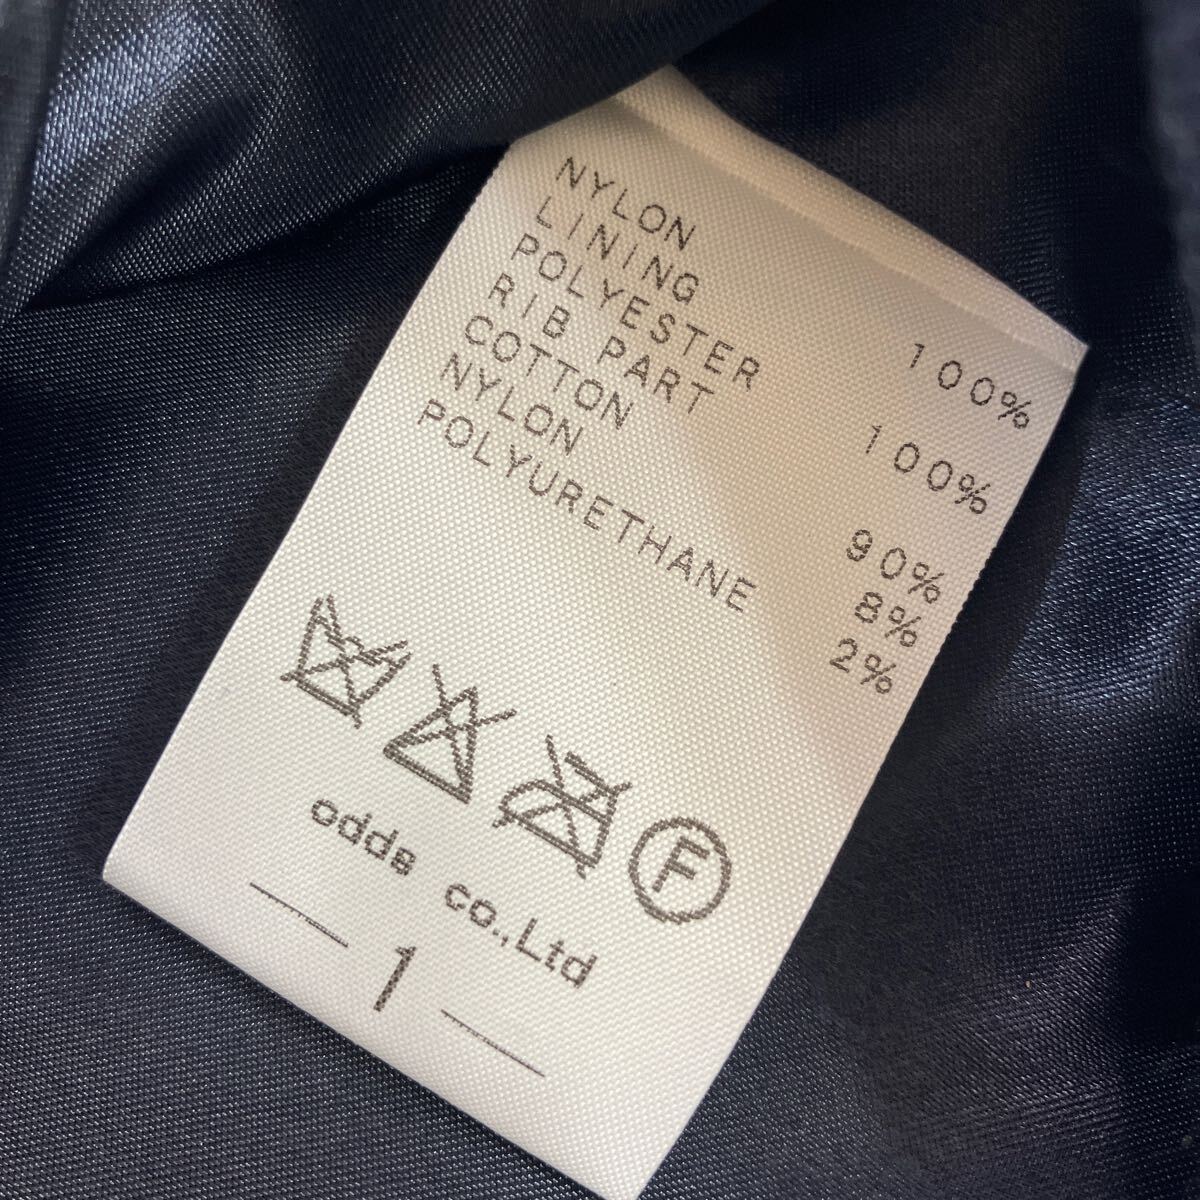 NYLON 100%
LINING
POLYESTER 100%
RIB PART
COTTON 90%
NYLON 8%
POLYURETHANE 2%
F
odds co.,Ltd
1